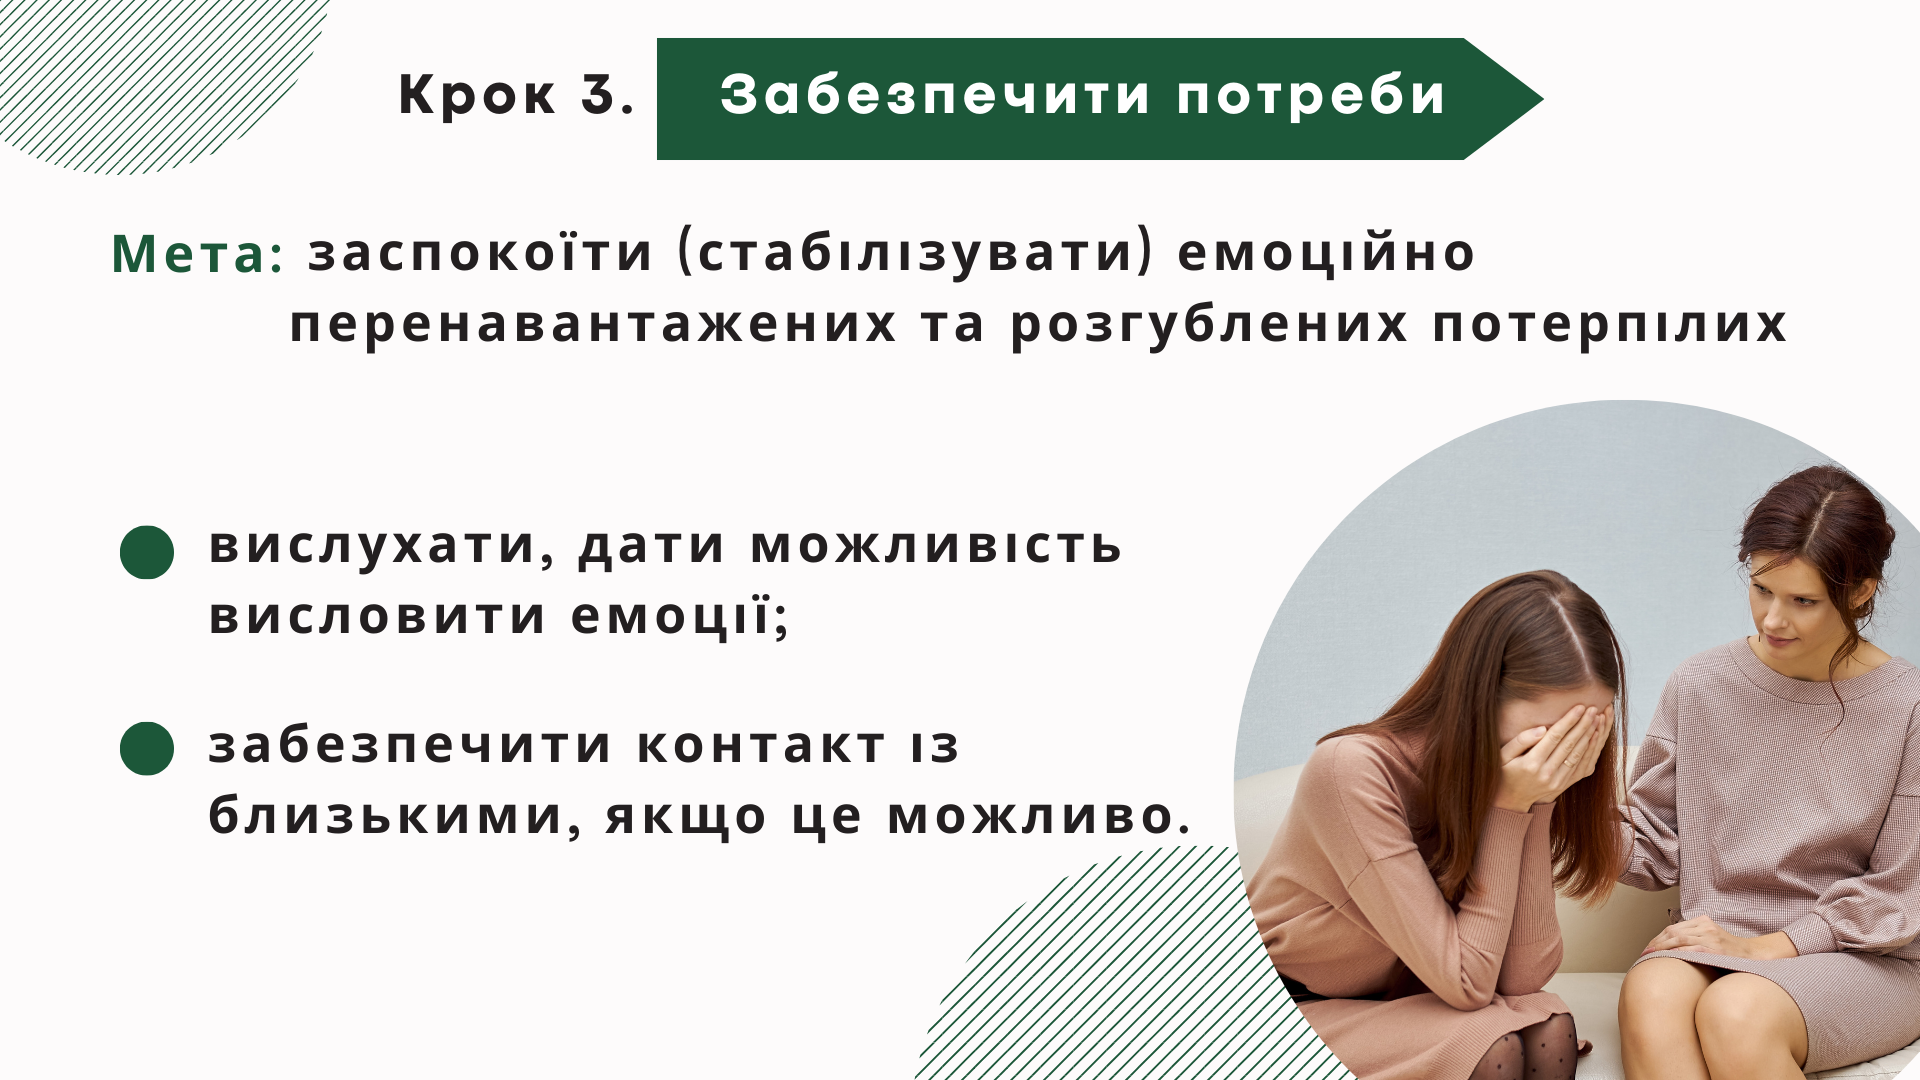 Крок 3. Забезпечити потреби
Мета: заспокоїти (стабілізувати) емоційно
перенавантажених та розгублених потерпілих
вислухати, дати можливість
висловити емоції;
забезпечити контакт із
близькими, якщо це можливо.